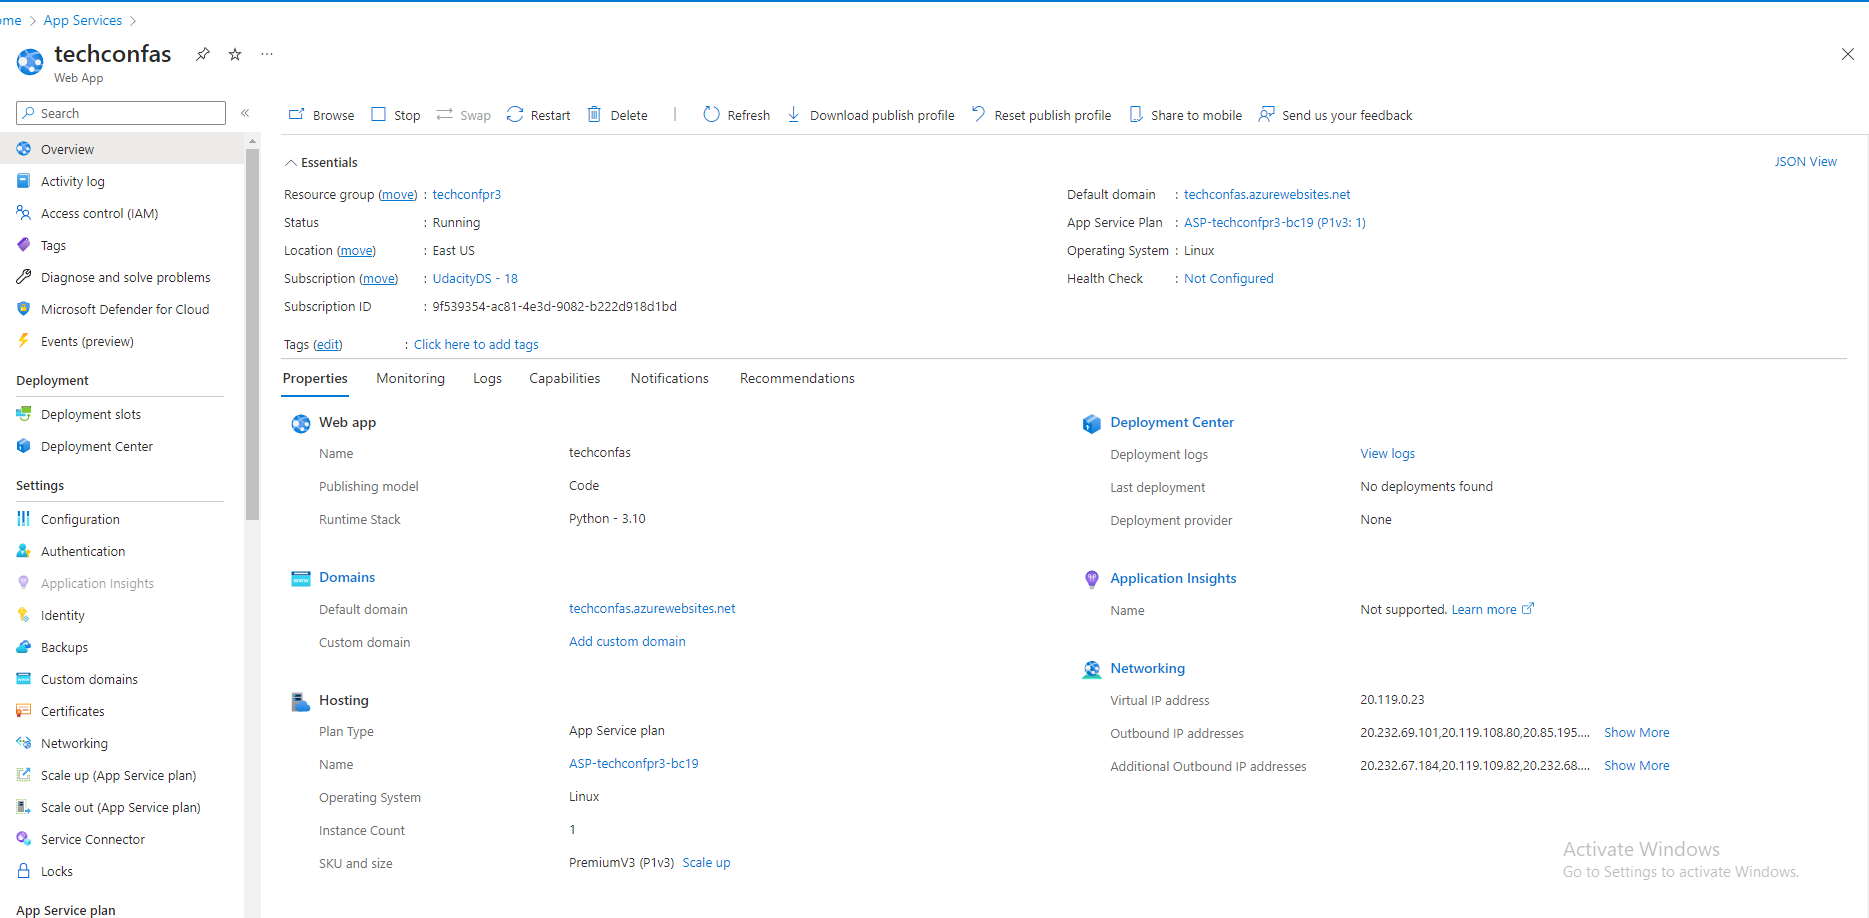 ome > App Services >
techconfas
Web App
Search
«
Overview
Activity log
Access control (IAM)
Tags
Diagnose and solve problems
Microsoft Defender for Cloud
Events (preview)
Deployment
Deployment slots
Deployment Center
Settings
Configuration
Authentication
Application Insights
Identity
Backups
Custom domains
Certificates
Networking
Scale up (App Service plan)
Scale out (App Service plan)
Service Connector
Locks
App Service plan
Browse Stop Swap Restart Delete | Refresh Download publish profile Reset publish profile Share to mobile Send us your feedback
Essentials
JSON View
Resource group (move) : techconfpr3
Status : Running
Location (move) : East US
Subscription (move) : UdacityDS - 18
Subscription ID : 9f539354-ac81-4e3d-9082-b222d918d1bd
Default domain : techconfas.azurewebsites.net
App Service Plan : ASP-techconfpr3-bc19 (P1v3: 1)
Operating System : Linux
Health Check : Not Configured
Tags (edit) : Click here to add tags
Properties Monitoring Logs Capabilities Notifications Recommendations
Web app
Name techconfas
Publishing model Code
Runtime Stack Python - 3.10
Domains
Default domain techconfas.azurewebsites.net
Custom domain Add custom domain
Hosting
Plan Type App Service plan
Name ASP-techconfpr3-bc19
Operating System Linux
Instance Count 1
SKU and size PremiumV3 (P1v3) Scale up
Deployment Center
Deployment logs View logs
Last deployment No deployments found
Deployment provider None
Application Insights
Name Not supported. Learn more
Networking
Virtual IP address 20.119.0.23
Outbound IP addresses 20.232.69.101,20.119.108.80,20.85.195.... Show More
Additional Outbound IP addresses 20.232.67.184,20.119.109.82,20.232.68.... Show More
Activate Windows
Go to Settings to activate Windows.